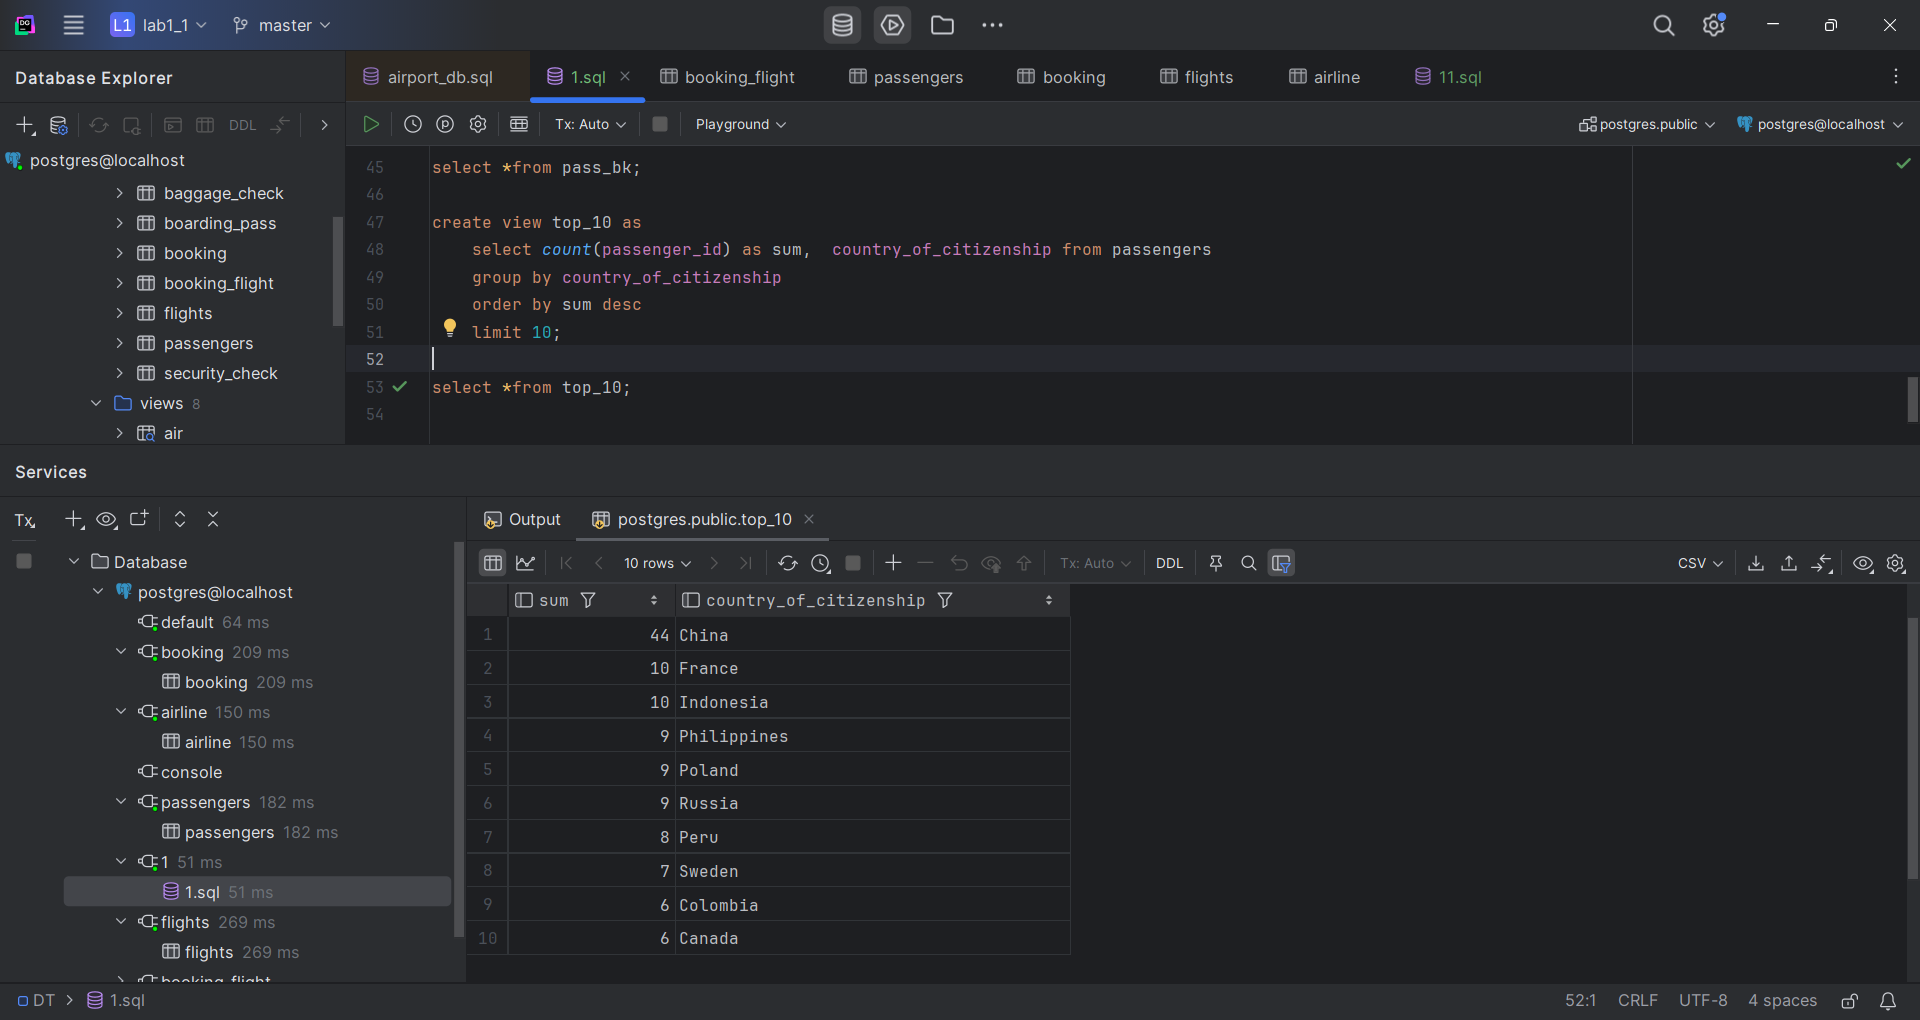 L1 lab1_1 master
Database Explorer
airport_db.sql 1.sql booking_flight passengers booking flights airline 11.sql
DDL
Tx: Auto Playground postgres.public postgres@localhost
postgres@localhost
baggage_check
boarding_pass
booking
booking_flight
flights
passengers
security_check
views 8
air
45 select *from pass_bk;
46
47 create view top_10 as
48 select count(passenger_id) as sum,  country_of_citizenship from passengers
49 group by country_of_citizenship
50 order by sum desc
51 limit 10;
52
53 select *from top_10;
54
Services
Tx
Database
postgres@localhost
default 64 ms
booking 209 ms
booking 209 ms
airline 150 ms
airline 150 ms
console
passengers 182 ms
passengers 182 ms
1 51 ms
1.sql 51 ms
flights 269 ms
flights 269 ms
booking_flight
Output postgres.public.top_10
10 rows Tx: Auto DDL CSV
sum country_of_citizenship
1 44 China
2 10 France
3 10 Indonesia
4 9 Philippines
5 9 Poland
6 9 Russia
7 8 Peru
8 7 Sweden
9 6 Colombia
10 6 Canada
DT 1.sql
52:1 CRLF UTF-8 4 spaces